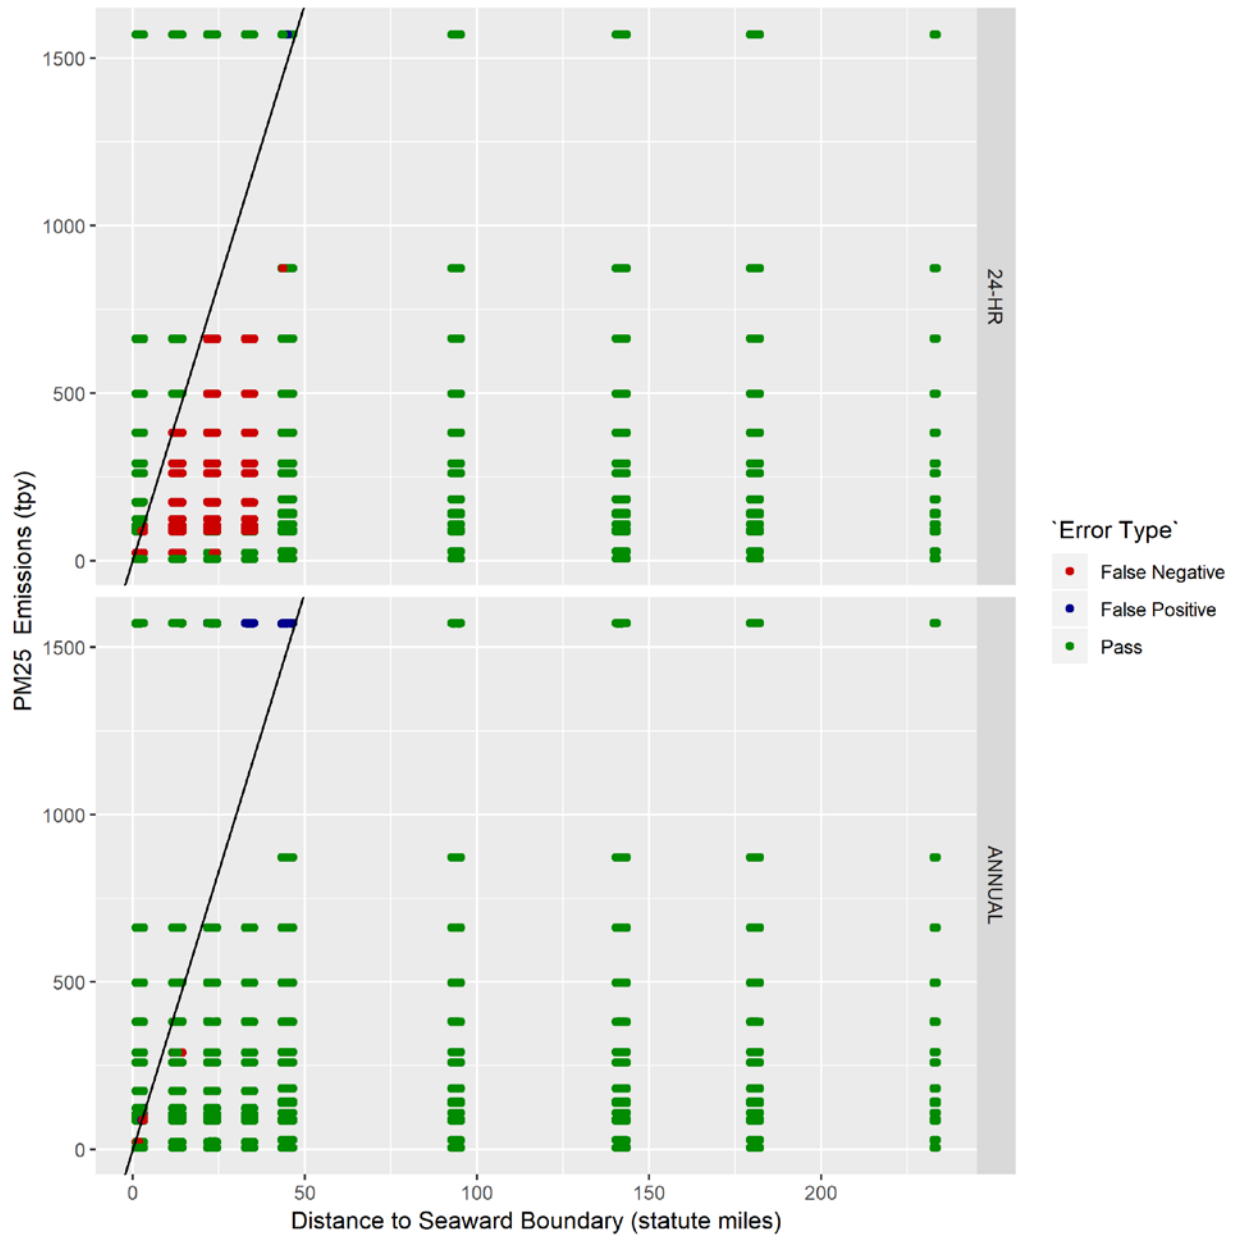 1500
1000
500
0
24-HR
1500
1000
500
0
ANNUAL
PM25 Emissions (tpy)
0 50 100 150 200
Distance to Seaward Boundary (statute miles)
`Error Type`
False Negative
False Positive
Pass